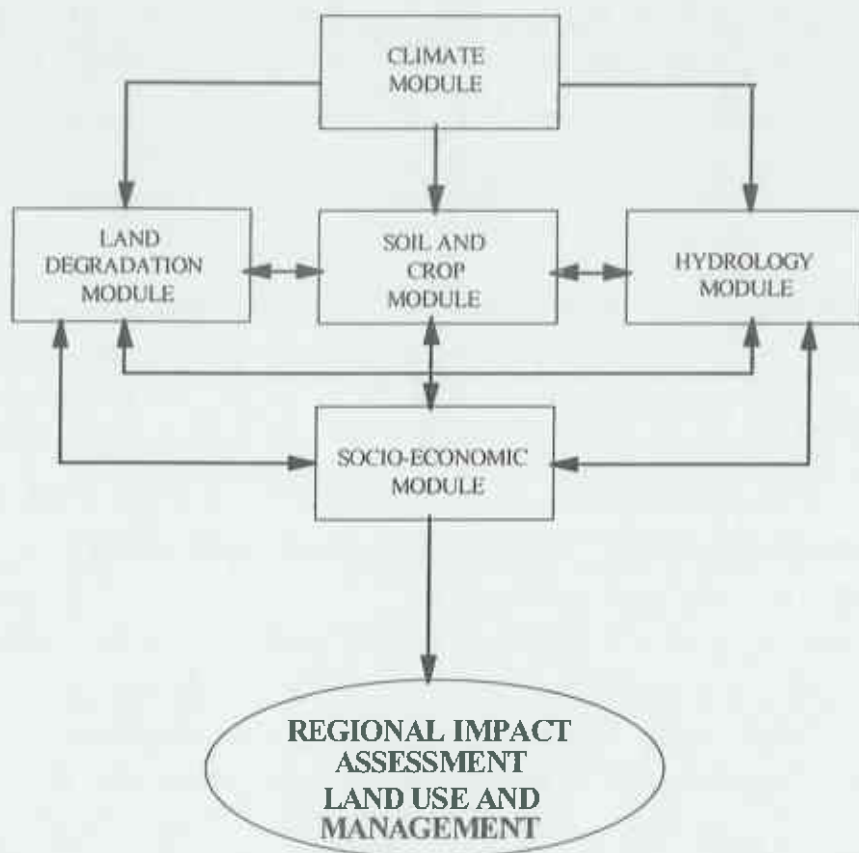 CLIMATE
MODULE
LAND
DEGRADATION
MODULE
SOIL AND
CROP
MODULE
HYDROLOGY
MODULE
SOCIO-ECONOMIC
MODULE
REGIONAL IMPACT
ASSESSMENT
LAND USE AND
MANAGEMENT